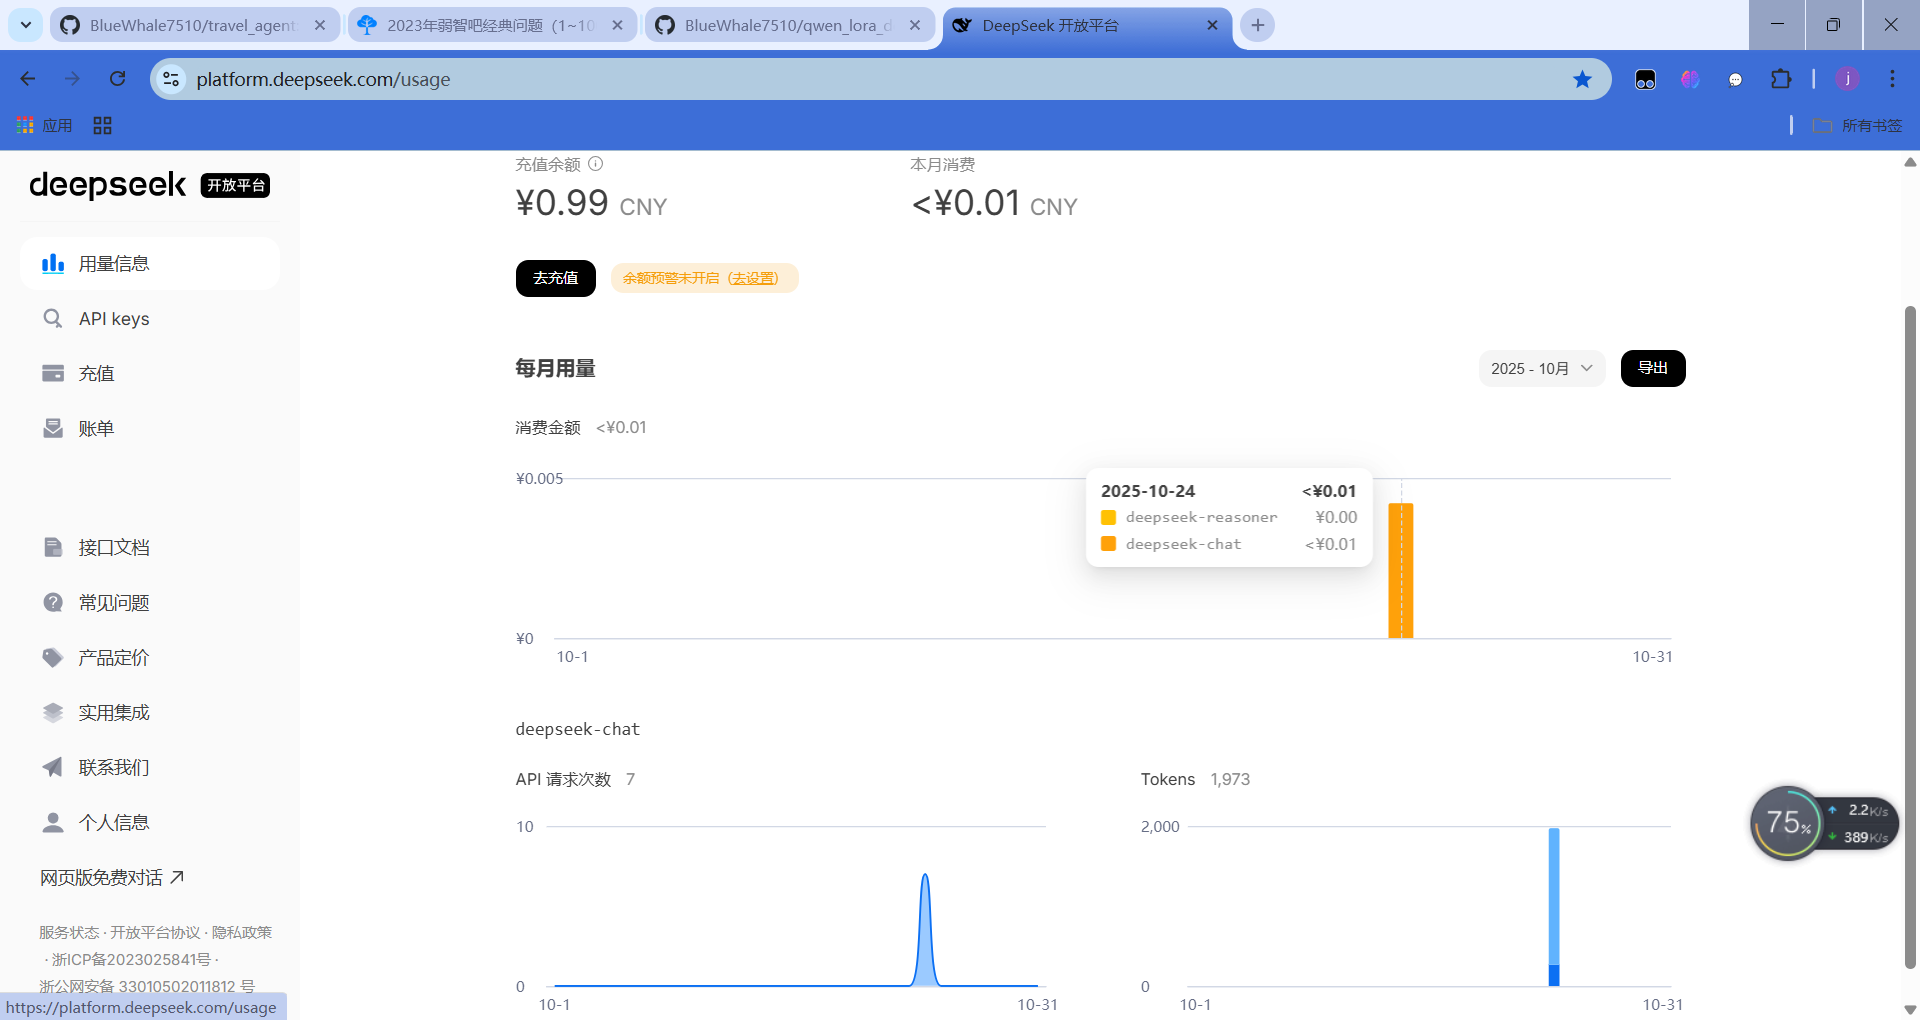 BlueWhale7510/travel_agent
2023年弱智吧经典问题（1~10
BlueWhale7510/qwen_lora_d
DeepSeek 开放平台
platform.deepseek.com/usage
j
应用
所有书签
deepseek 开放平台
用量信息
API keys
充值
账单
接口文档
常见问题
产品定价
实用集成
联系我们
个人信息
网页版免费对话
服务状态 · 开放平台协议 · 隐私政策
· 浙ICP备2023025841号 ·
浙公网安备 33010502011812 号
https://platform.deepseek.com/usage
充值余额
¥0.99 CNY
本月消费
<¥0.01 CNY
去充值
余额预警未开启（去设置）
每月用量
2025 - 10月
导出
消费金额 <¥0.01
¥0.005
2025-10-24 <¥0.01
deepseek-reasoner ¥0.00
deepseek-chat <¥0.01
¥0
10-1
10-31
deepseek-chat
API 请求次数 7
10
0
10-1
10-31
Tokens 1,973
2,000
0
10-1
10-31
75%
2.2K/s
389K/s